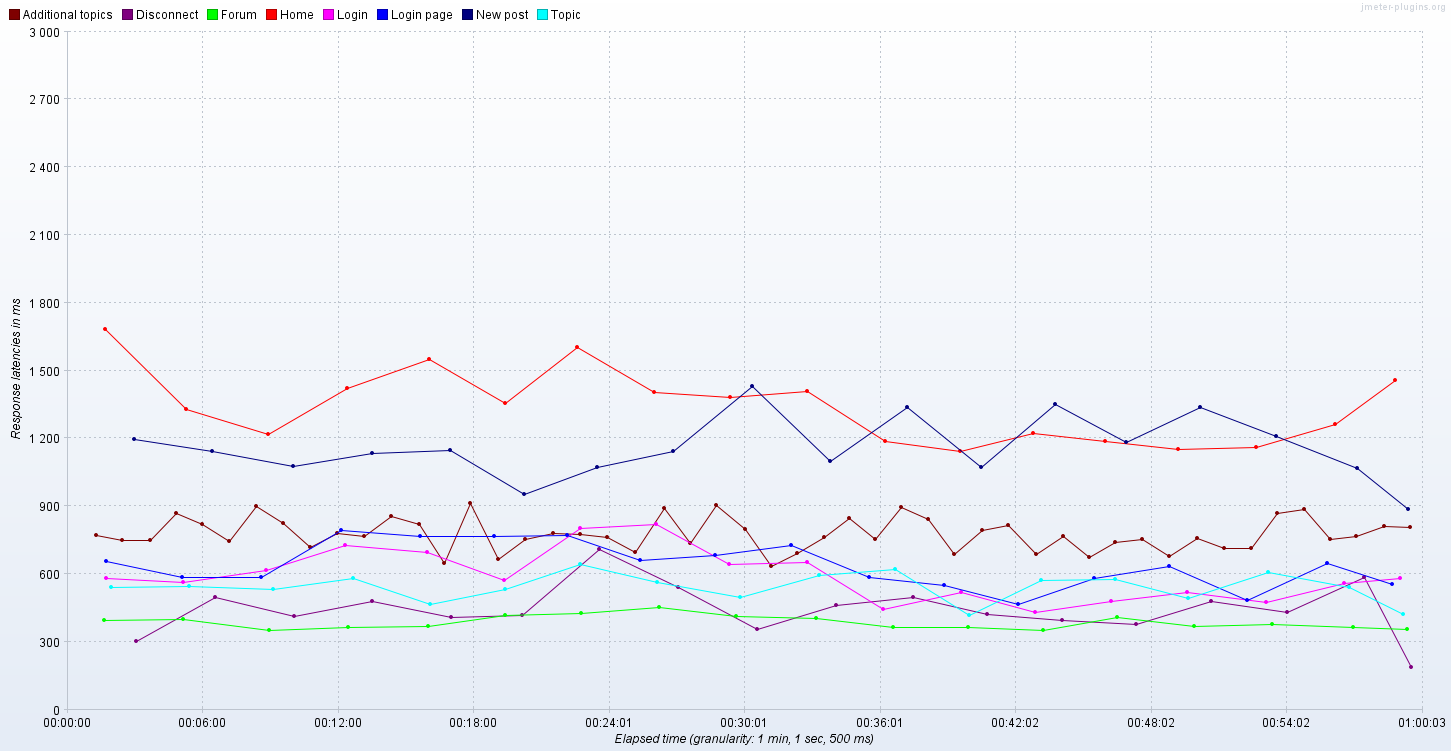 Additional topics Disconnect Forum Home Login Login page New post Topic
jmeter-plugins.org
3 000
2 700
2 400
2 100
1 800
1 500
1 200
900
600
300
0
Response latencies in ms
00:00:00 00:06:00 00:12:00 00:18:00 00:24:01 00:30:01 00:36:01 00:42:02 00:48:02 00:54:02 01:00:03
Elapsed time (granularity: 1 min, 1 sec, 500 ms)